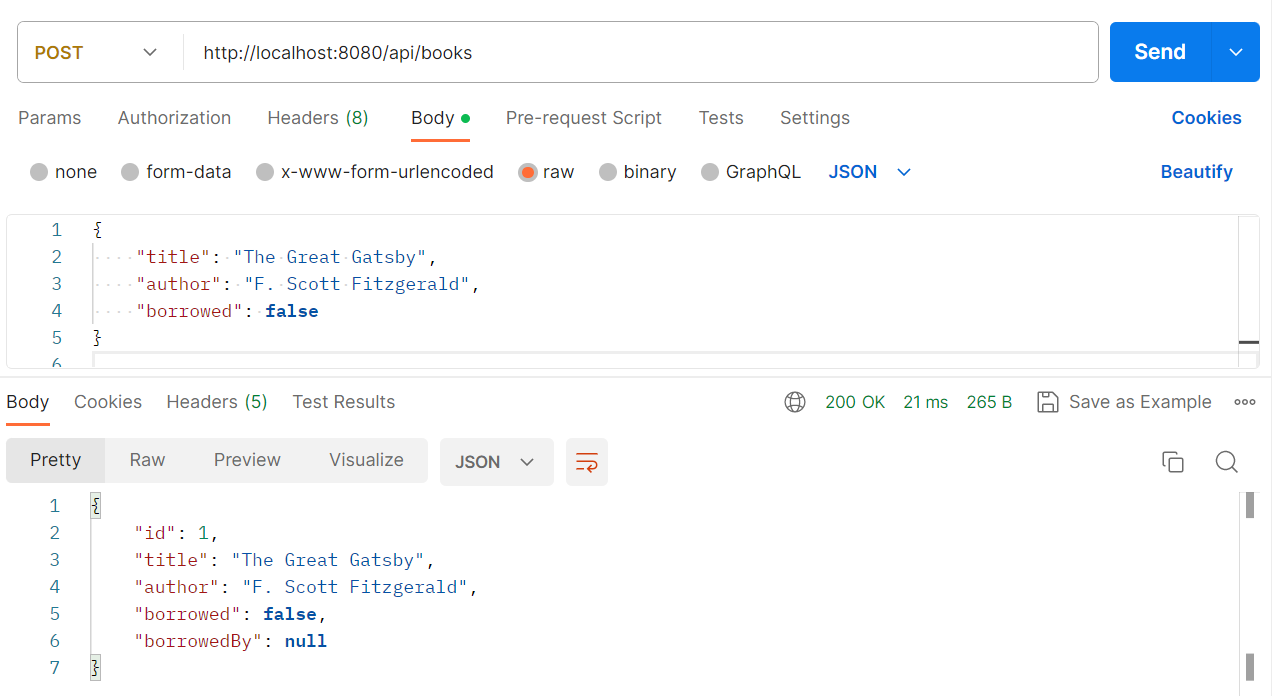 POST http://localhost:8080/api/books Send
Params Authorization Headers (8) Body Pre-request Script Tests Settings Cookies
none form-data x-www-form-urlencoded raw binary GraphQL JSON Beautify
1 {
2 "title": "The Great Gatsby",
3 "author": "F. Scott Fitzgerald",
4 "borrowed": false
5 }
6
Body Cookies Headers (5) Test Results 200 OK 21 ms 265 B Save as Example
Pretty Raw Preview Visualize JSON
1 {
2 "id": 1,
3 "title": "The Great Gatsby",
4 "author": "F. Scott Fitzgerald",
5 "borrowed": false,
6 "borrowedBy": null
7 }